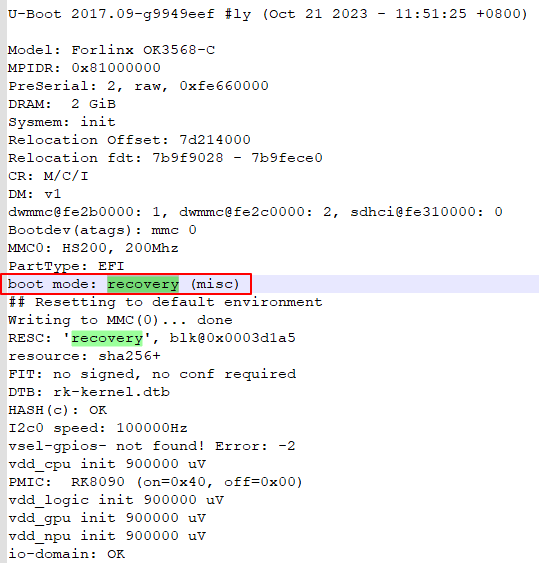 U-Boot 2017.09-g9949eef #ly (Oct 21 2023 - 11:51:25 +0800)
Model: Forlinx OK3568-C
MPIDR: 0x81000000
PreSerial: 2, raw, 0xfe660000
DRAM:  2 GiB
Sysmem: init
Relocation Offset: 7d214000
Relocation fdt: 7b9f9028 - 7b9fece0
CR: M/C/I
DM: v1
dwmmc@fe2b0000: 1, dwmmc@fe2c0000: 2, sdhci@fe310000: 0
Bootdev(atags): mmc 0
MMC0: HS200, 200Mhz
PartType: EFI
boot mode: recovery (misc)
## Resetting to default environment
Writing to MMC(0)... done
RESC: 'recovery', blk@0x0003d1a5
resource: sha256+
FIT: no signed, no conf required
DTB: rk-kernel.dtb
HASH(c): OK
I2c0 speed: 100000Hz
vsel-gpios- not found! Error: -2
vdd_cpu init 900000 uV
PMIC:  RK8090 (on=0x40, off=0x00)
vdd_logic init 900000 uV
vdd_gpu init 900000 uV
vdd_npu init 900000 uV
io-domain: OK